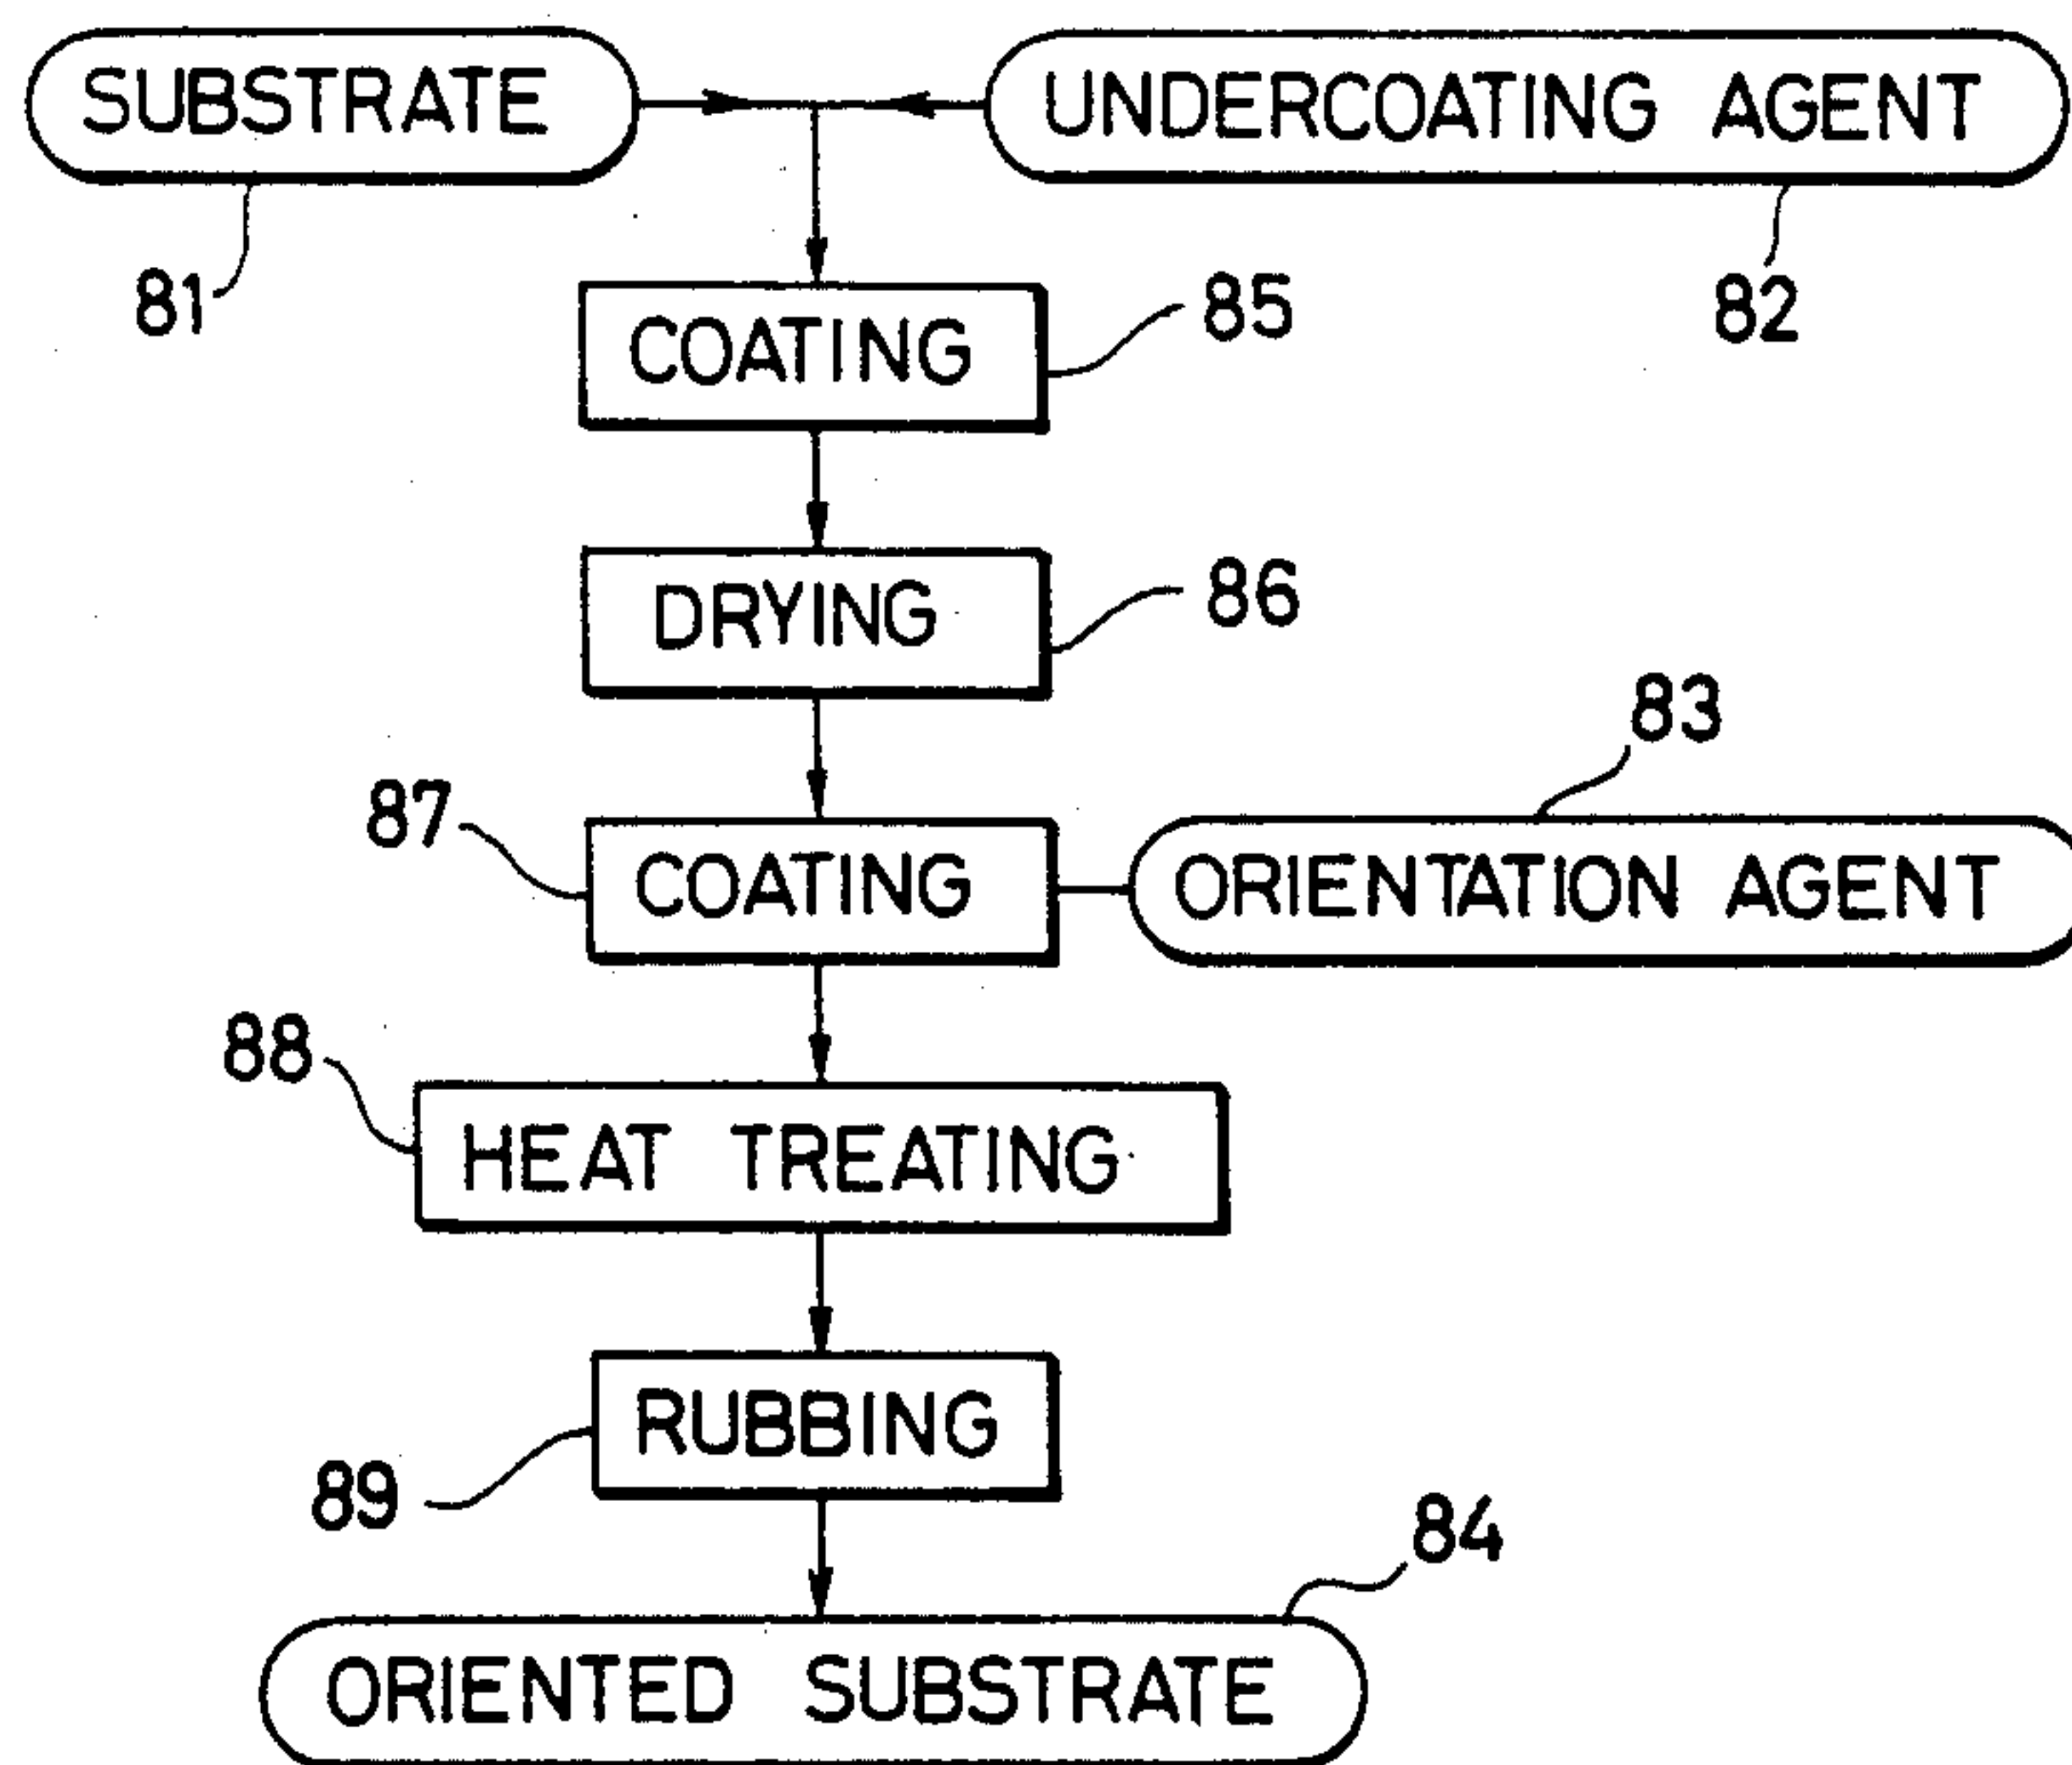 SUBSTRATE
UNDERCOATING AGENT
81
82
COATING
85
DRYING
86
83
87
COATING
ORIENTATION AGENT
88
HEAT TREATING
RUBBING
89
84
ORIENTED SUBSTRATE